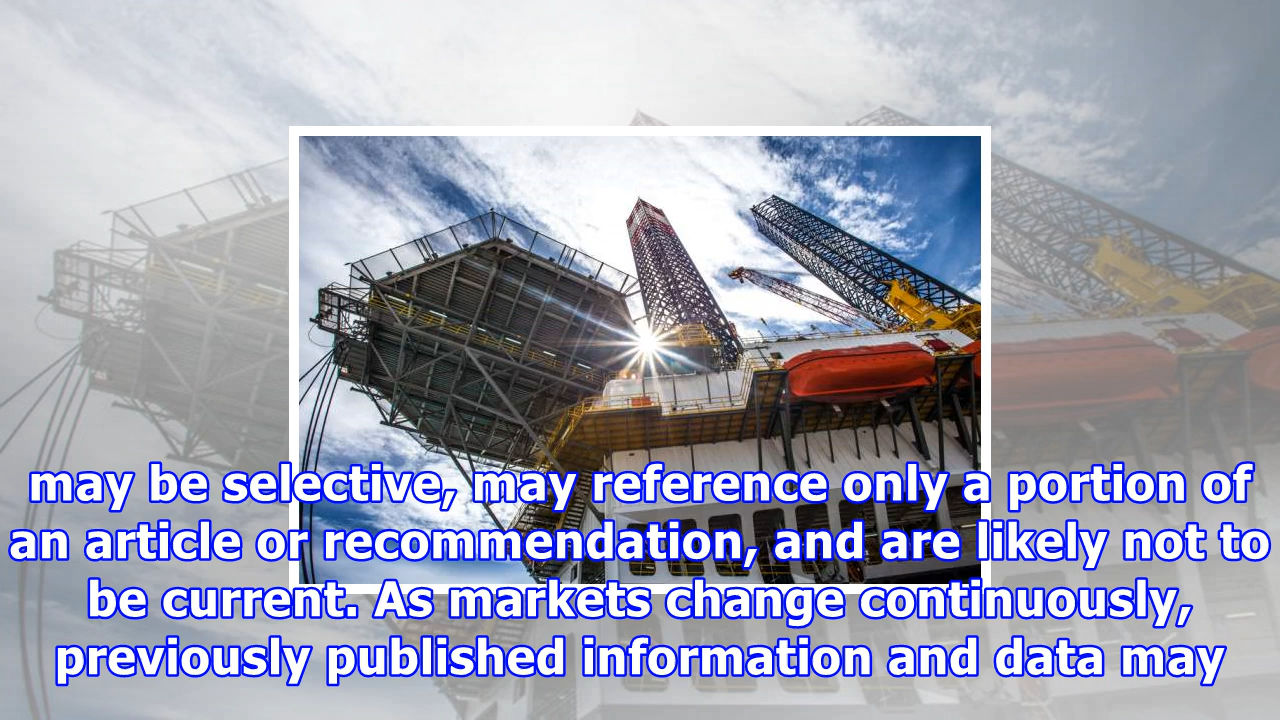 may be selective, may reference only a portion of
an article or recommendation, and are likely not to
be current. As markets change continuously,
previously published information and data may